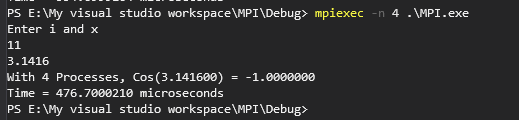 PS E:\My visual studio workspace\MPI\Debug> mpiexec -n 4 .\MPI.exe
Enter i and x
11
3.1416
With 4 Processes, Cos(3.141600) = -1.0000000
Time = 476.7000210 microseconds
PS E:\My visual studio workspace\MPI\Debug>